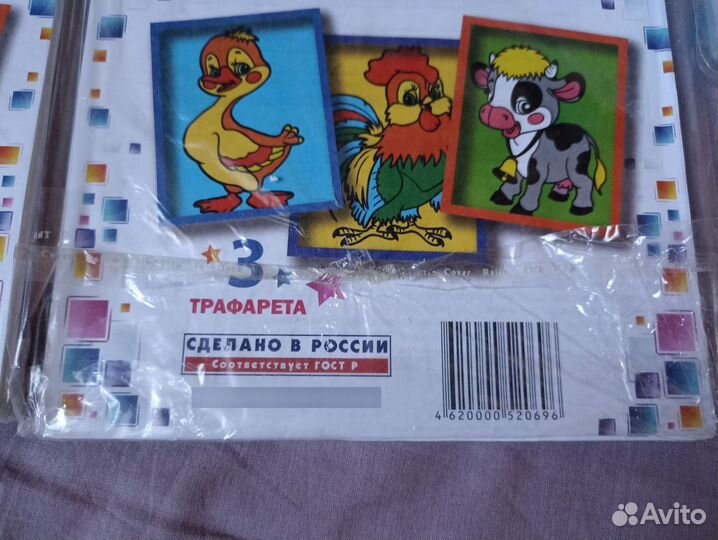 3
ТРАФАРЕТА
СДЕЛАНО В РОССИИ
Соответствует ГОСТ Р
4 620000 520696
Avito